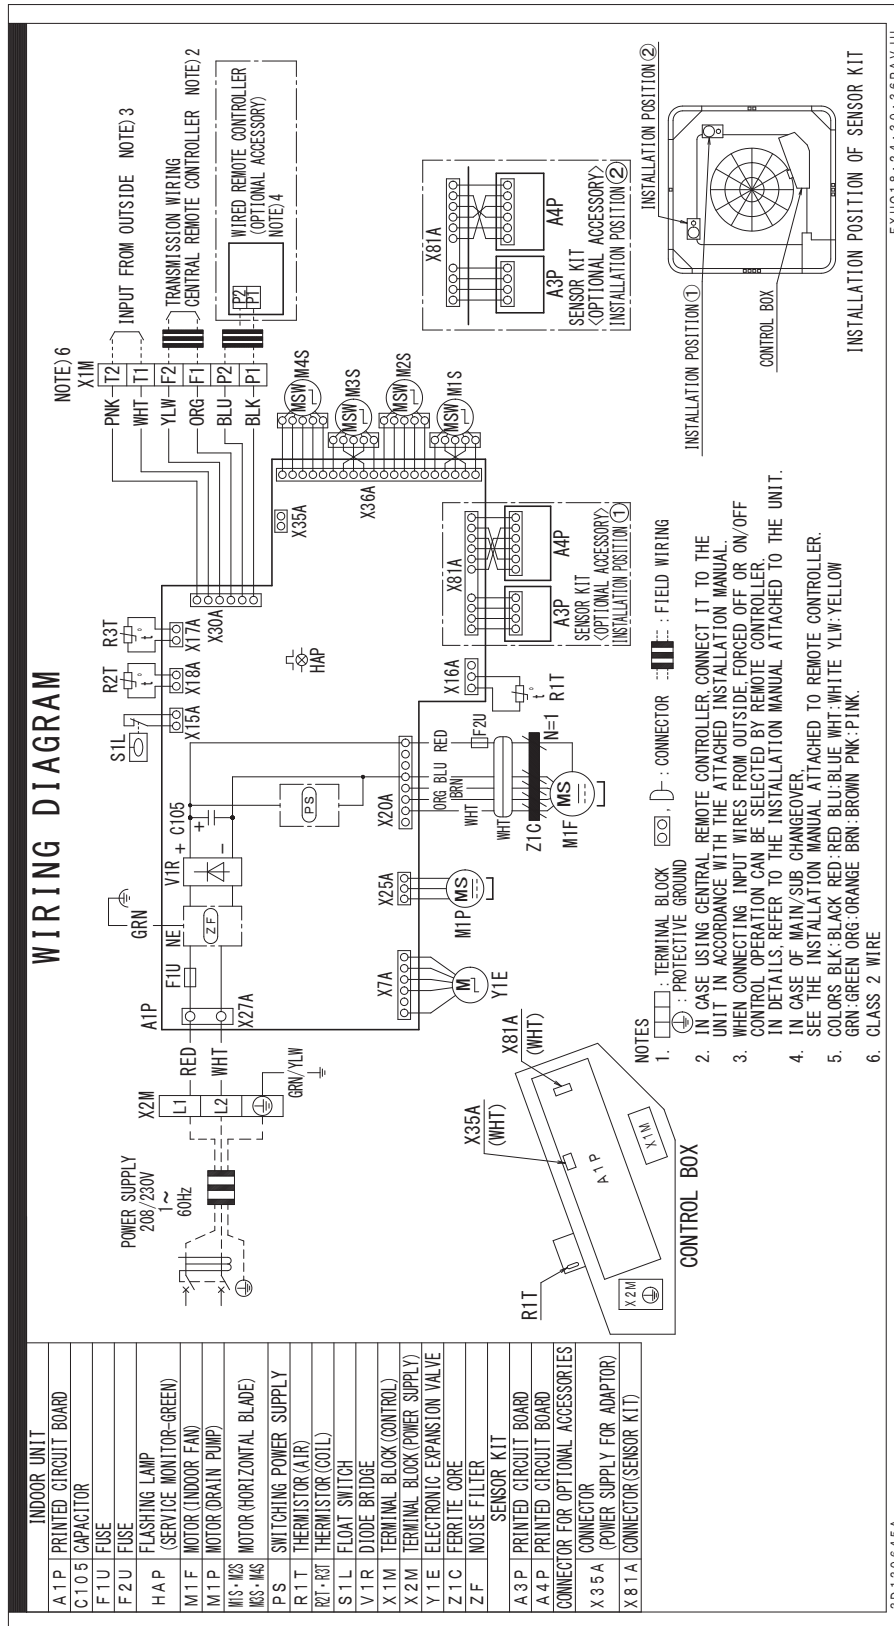 WIRING DIAGRAM
INDOOR UNIT
A1P PRINTED CIRCUIT BOARD
C105 CAPACITOR
F1U FUSE
F2U FUSE
HAP FLASHING LAMP
(SERVICE MONITOR-GREEN)
M1F MOTOR(INDOOR FAN)
M1P MOTOR(DRAIN PUMP)
M1S・M2S
M3S・M4S MOTOR(HORIZONTAL BLADE)
PS SWITCHING POWER SUPPLY
R1T THERMISTOR(AIR)
R2T・R3T THERMISTOR(COIL)
S1L FLOAT SWITCH
V1R DIODE BRIDGE
X1M TERMINAL BLOCK(CONTROL)
X2M TERMINAL BLOCK(POWER SUPPLY)
Y1E ELECTRONIC EXPANSION VALVE
Z1C FERRITE CORE
ZF NOISE FILTER
SENSOR KIT
A3P PRINTED CIRCUIT BOARD
A4P PRINTED CIRCUIT BOARD
CONNECTOR FOR OPTIONAL ACCESSORIES
X35A CONNECTOR
(POWER SUPPLY FOR ADAPTOR)
X81A CONNECTOR(SENSOR KIT)
POWER SUPPLY
208/230V
1~
60Hz
X2M
L1
L2
RED
WHT
GRN/YLW
A1P
X27A
F1U
GRN
NE
ZF
V1R
+
-
+
C105
PS
S1L
X15A
R2T
t°
X18A
R3T
t°
X17A
X30A
HAP
X35A
X7A
M
Y1E
X25A
MS
M1P
X20A
WHT
ORG
BRN
BLU
RED
F2U
WHT
Z1C
N=1
MS
M1F
X16A
t°
R1T
NOTE)6
X1M
PNK
T2
WHT
T1
YLW
F2
ORG
F1
BLU
P2
BLK
P1
INPUT FROM OUTSIDE NOTE)3
TRANSMISSION WIRING
CENTRAL REMOTE CONTROLLER NOTE)2
P2
P1
WIRED REMOTE CONTROLLER
(OPTIONAL ACCESSORY)
NOTE)4
X36A
MSW M4S
MSW M3S
MSW M2S
MSW M1S
X81A
A3P
A4P
SENSOR KIT
<OPTIONAL ACCESSORY>
INSTALLATION POSITION①
X81A
A3P
A4P
SENSOR KIT
<OPTIONAL ACCESSORY>
INSTALLATION POSITION②
R1T
X35A
(WHT)
X81A
(WHT)
A1P
X1M
X2M
CONTROL BOX
NOTES
1. : TERMINAL BLOCK , : CONNECTOR : FIELD WIRING
: PROTECTIVE GROUND
2. IN CASE USING CENTRAL REMOTE CONTROLLER,CONNECT IT TO THE
UNIT IN ACCORDANCE WITH THE ATTACHED INSTALLATION MANUAL.
3. WHEN CONNECTING INPUT WIRES FROM OUTSIDE,FORCED OFF OR ON/OFF
CONTROL OPERATION CAN BE SELECTED BY REMOTE CONTROLLER.
IN DETAILS,REFER TO THE INSTALLATION MANUAL ATTACHED TO THE UNIT.
4. IN CASE OF MAIN/SUB CHANGEOVER
SEE THE INSTALLATION MANUAL ATTACHED TO REMOTE CONTROLLER.
5. COLORS BLK:BLACK RED:RED BLU:BLUE WHT:WHITE YLW:YELLOW
GRN:GREEN ORG:ORANGE BRN:BROWN PNK:PINK.
6. CLASS 2 WIRE
INSTALLATION POSITION①
INSTALLATION POSITION②
CONTROL BOX
INSTALLATION POSITION OF SENSOR KIT